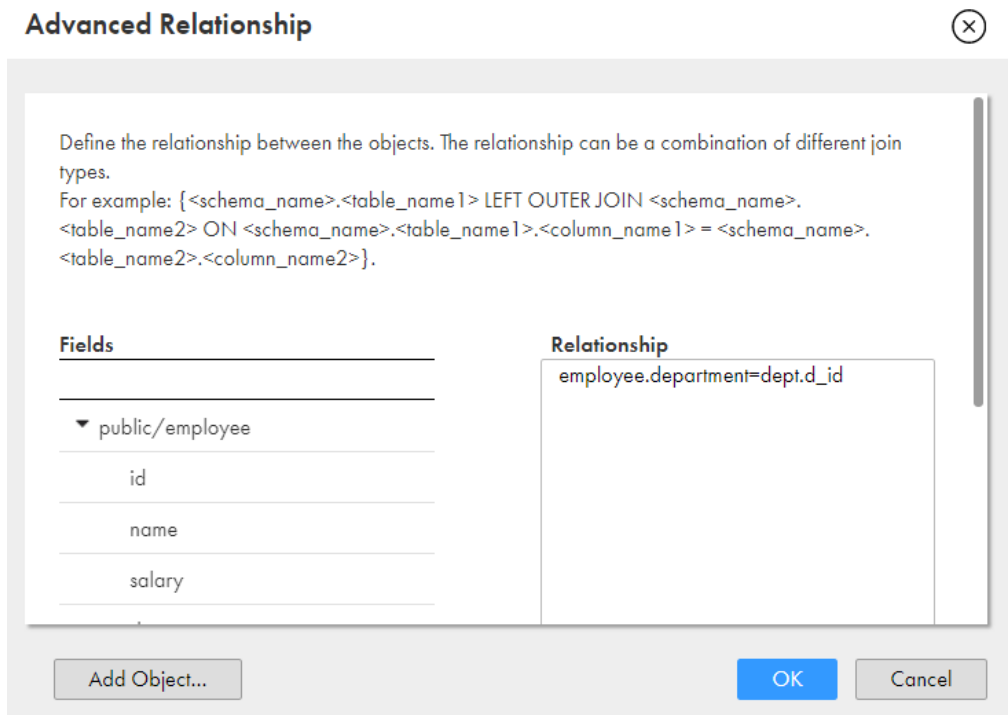 Advanced Relationship
Define the relationship between the objects. The relationship can be a combination of different join
types.
For example: {<schema_name>.<table_name1> LEFT OUTER JOIN <schema_name>.
<table_name2> ON <schema_name>.<table_name1>.<column_name1> = <schema_name>.
<table_name2>.<column_name2>}.
Fields
Relationship
employee.department=dept.d_id
public/employee
id
name
salary
Add Object...
OK
Cancel